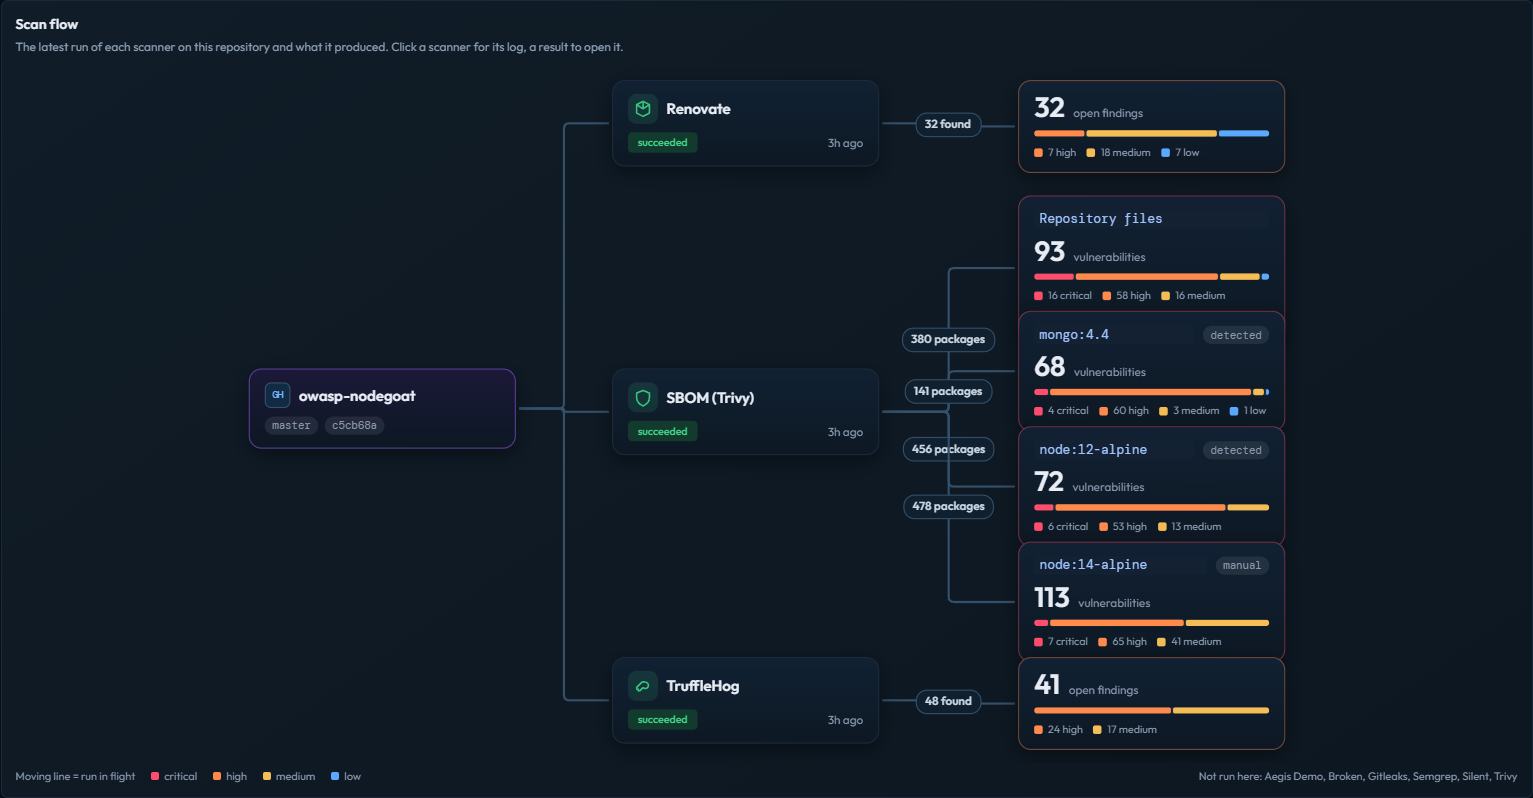 Scan flow
The latest run of each scanner on this repository and what it produced. Click a scanner for its log, a result to open it.
Renovate
succeeded
3h ago
32 found
32 open findings
7 high
18 medium
7 low
Repository files
93 vulnerabilities
16 critical
58 high
16 medium
380 packages
mongo:4.4
detected
68 vulnerabilities
4 critical
60 high
3 medium
1 low
141 packages
GH
owasp-nodegoat
master
c5cb68a
SBOM (Trivy)
succeeded
3h ago
456 packages
node:12-alpine
detected
72 vulnerabilities
6 critical
53 high
13 medium
478 packages
node:14-alpine
manual
113 vulnerabilities
7 critical
65 high
41 medium
TruffleHog
succeeded
3h ago
48 found
41 open findings
24 high
17 medium
Moving line = run in flight
critical
high
medium
low
Not run here: Aegis Demo, Broken, Gitleaks, Semgrep, Silent, Trivy